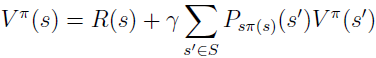 V^π(s) = R(s) + γ ∑_{s'∈S} P_{sπ(s)}(s')V^π(s')